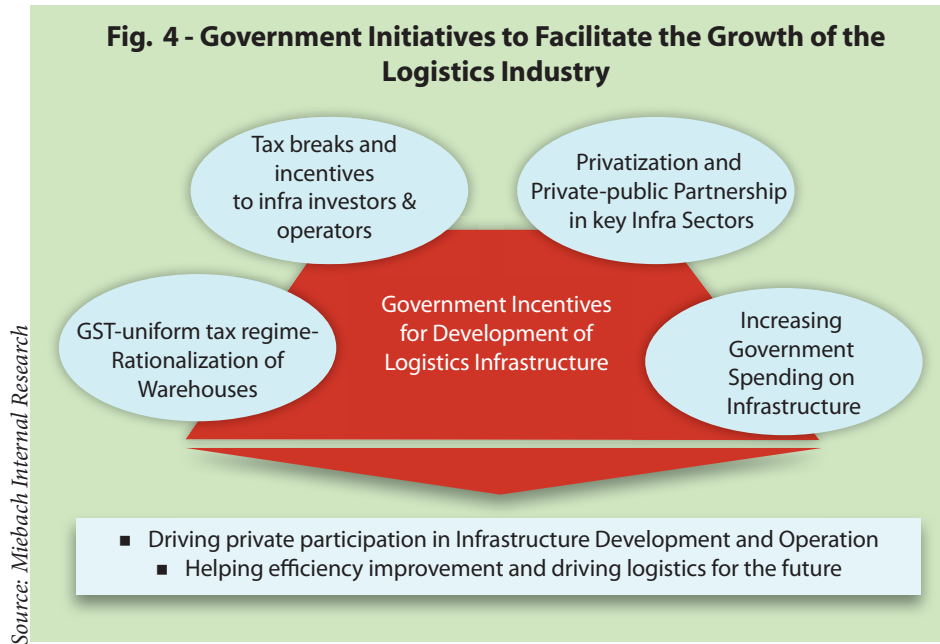 Fig. 4 - Government Initiatives to Facilitate the Growth of the
Logistics Industry
Tax breaks and
incentives
to infra investors &
operators
Privatization and
Private-public Partnership
in key Infra Sectors
GST-uniform tax regime-
Rationalization of
Warehouses
Government Incentives
for Development of
Logistics Infrastructure
Increasing
Government
Spending on
Infrastructure
■ Driving private participation in Infrastructure Development and Operation
■ Helping efficiency improvement and driving logistics for the future
Source: Miebach Internal Research